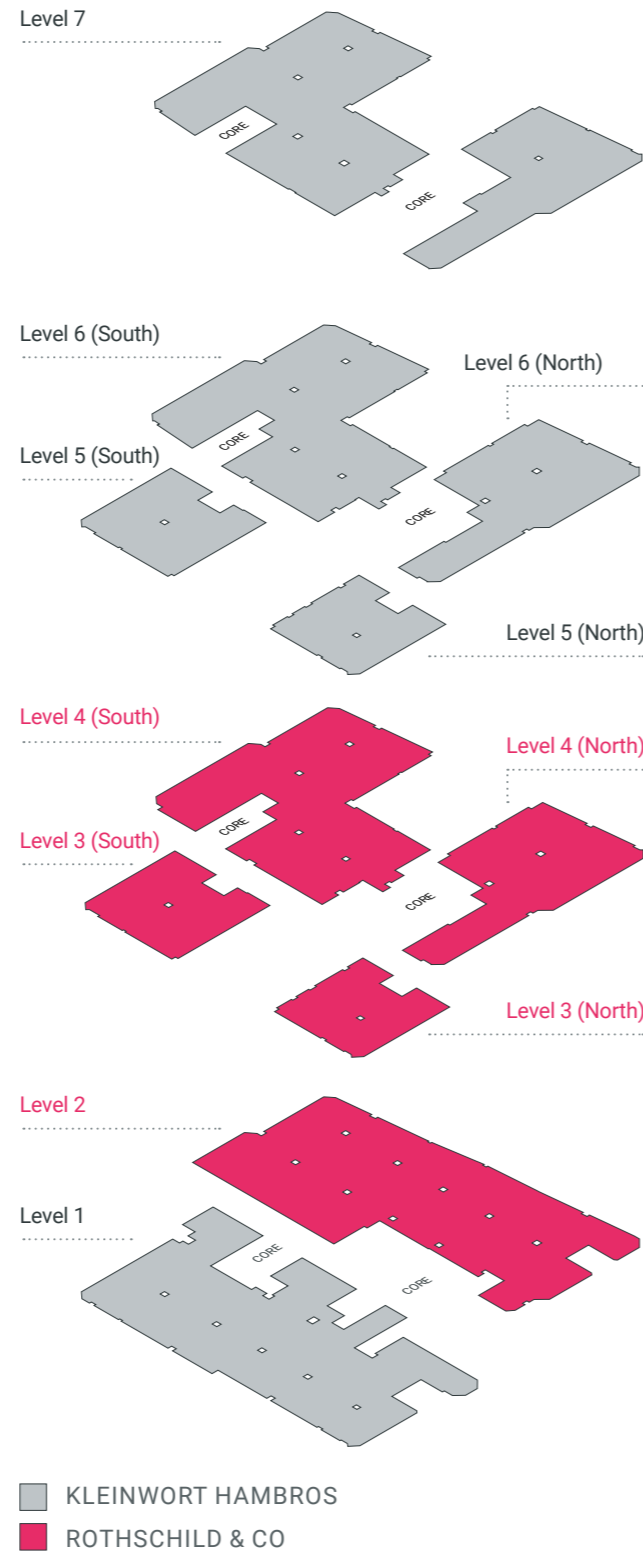 Level 7
CORE
CORE
Level 6 (South)
Level 6 (North)
CORE
Level 5 (South)
CORE
Level 5 (North)
Level 4 (South)
Level 4 (North)
CORE
Level 3 (South)
CORE
Level 3 (North)
Level 2
Level 1
CORE
CORE
KLEINWORT HAMBROS
ROTHSCHILD & CO